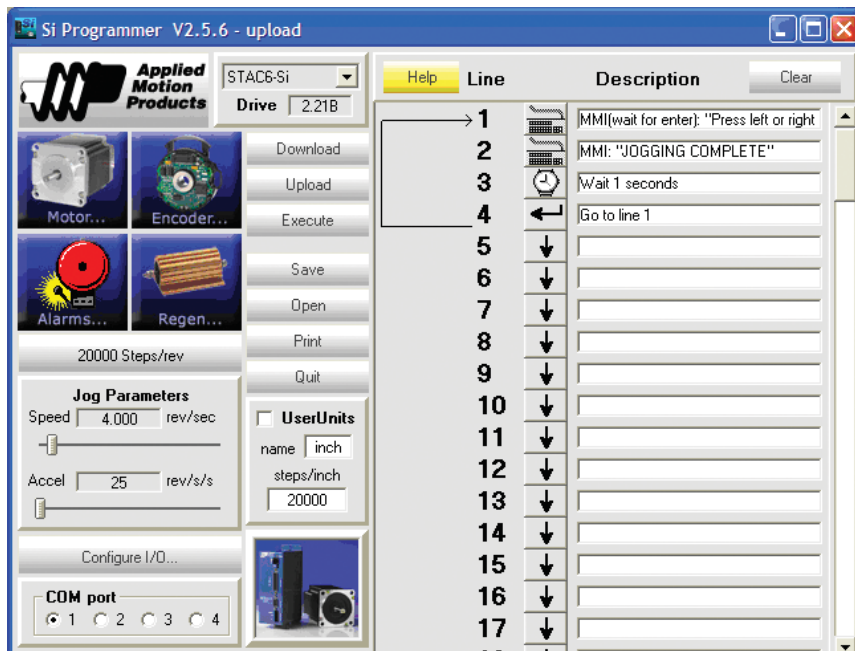 Si Programmer V2.5.6 - upload
Applied
Motion
Products
STAC6-Si
Drive 2.21B
Motor...
Encoder...
Alarms...
Regen...
20000 Steps/rev
Jog Parameters
Speed 4.000 rev/sec
Accel 25 rev/s/s
Configure I/O...
COM port
1 2 3 4
Download
Upload
Execute
Save
Open
Print
Quit
UserUnits
name inch
steps/inch
20000
Help Line Description Clear
1 MMI(wait for enter): "Press left or right
2 MMI: "JOGGING COMPLETE"
3 Wait 1 seconds
4 Go to line 1
5
6
7
8
9
10
11
12
13
14
15
16
17